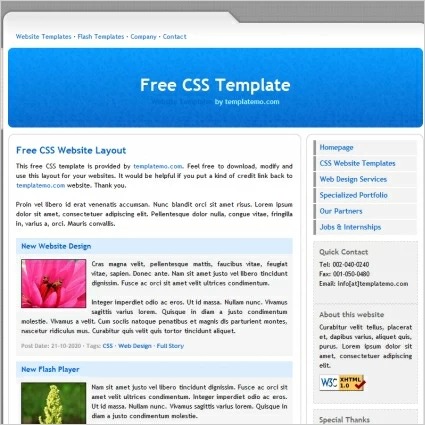 Website Templates • Flash Templates • Company • Contact
Free CSS Template
Website Templates by templatemo.com
Free CSS Website Layout
This free CSS template is provided by templatemo.com. Feel free to download, modify and
use this layout for your websites. It would be helpful if you put a kind of credit link back to
templatemo.com website. Thank you.
Proin vel libero id erat venenatis accumsan. Nunc blandit orci sit amet risus. Lorem ipsum
dolor sit amet, consectetuer adipiscing elit. Pellentesque dolor nulla, congue vitae, fringilla
in, varius a, orci. Mauris convallis.
New Website Design
Cras magna velit, pellentesque mattis, faucibus vitae, feugiat
vitae, sapien. Donec ante. Nam sit amet justo vel libero tincidunt
dignissim. Fusce ac orci sit amet velit ultrices condimentum.
Integer imperdiet odio ac eros. Ut id massa. Nullam nunc. Vivamus
sagittis varius lorem. Quisque in diam a justo condimentum
molestie. Vivamus a velit. Cum sociis natoque penatibus et magnis dis parturient montes,
nascetur ridiculus mus. Curabitur velit quis tortor tincidunt aliquet.
Post Date: 21-10-2020 • Tags: CSS • Web Design • Full Story
New Flash Player
Nam sit amet justo vel libero tincidunt dignissim. Fusce ac orci sit
amet velit ultrices condimentum. Integer imperdiet odio ac eros. Ut
id massa. Nullam nunc. Vivamus sagittis varius lorem. Quisque in
diam a justo condimentum molestie. Vivamus a velit. Cum sociis
Homepage
CSS Website Templates
Web Design Services
Specialized Portfolio
Our Partners
Jobs & Internships
Quick Contact
Tel: 002-040-0240
Fax: 001-050-0480
Email: info[at]templatemo.com
About this website
Curabitur velit tellus, placerat
et, dapibus varius, aliquet quis,
purus. Lorem ipsum dolor sit
amet, consectetuer adipiscing
elit.
W3C XHTML
1.0
Special Thanks